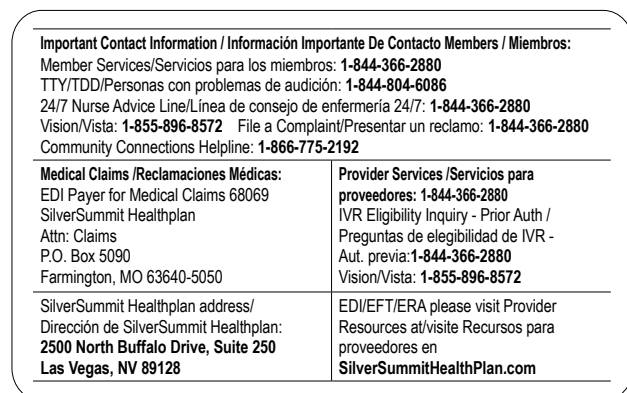 Important Contact Information / Información Importante De Contacto Members / Miembros:
Member Services/Servicios para los miembros: 1-844-366-2880
TTY/TDD/Personas con problemas de audición: 1-844-804-6086
24/7 Nurse Advice Line/Línea de consejo de enfermería 24/7: 1-844-366-2880
Vision/Vista: 1-855-896-8572 File a Complaint/Presentar un reclamo: 1-844-366-2880
Community Connections Helpline: 1-866-775-2192
Medical Claims /Reclamaciones Médicas:
EDI Payer for Medical Claims 68069
SilverSummit Healthplan
Attn: Claims
P.O. Box 5090
Farmington, MO 63640-5050
Provider Services /Servicios para
proveedores: 1-844-366-2880
IVR Eligibility Inquiry - Prior Auth /
Preguntas de elegibilidad de IVR -
Aut. previa:1-844-366-2880
Vision/Vista: 1-855-896-8572
SilverSummit Healthplan address/
Dirección de SilverSummit Healthplan:
2500 North Buffalo Drive, Suite 250
Las Vegas, NV 89128
EDI/EFT/ERA please visit Provider
Resources at/visite Recursos para
proveedores en
SilverSummitHealthPlan.com